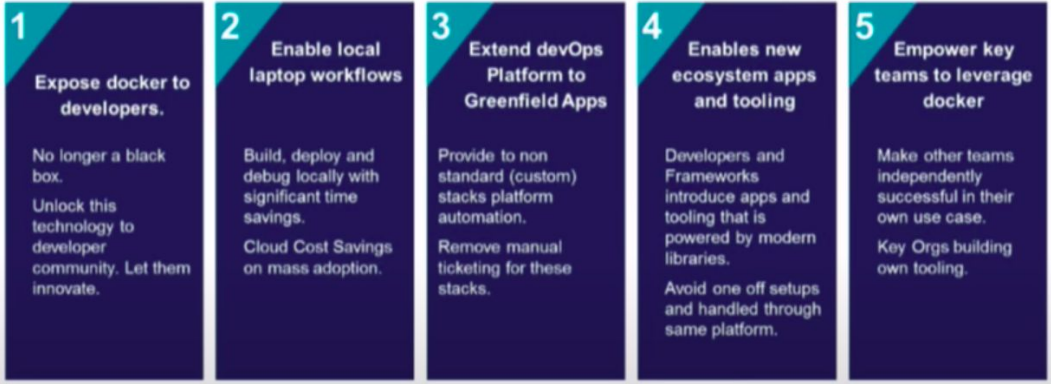 1
Expose docker to
developers.
No longer a black
box.
Unlock this
technology to
developer
community. Let them
innovate.
2
Enable local
laptop workflows
Build, deploy and
debug locally with
significant time
savings.
Cloud Cost Savings
on mass adoption.
3
Extend devOps
Platform to
Greenfield Apps
Provide to non
standard (custom)
stacks platform
automation.
Remove manual
ticketing for these
stacks.
4
Enables new
ecosystem apps
and tooling
Developers and
Frameworks
introduce apps and
tooling that is
powered by modern
libraries.
Avoid one off setups
and handled through
same platform.
5
Empower key
teams to leverage
docker
Make other teams
independently
successful in their
own use case.
Key Orgs building
own tooling.